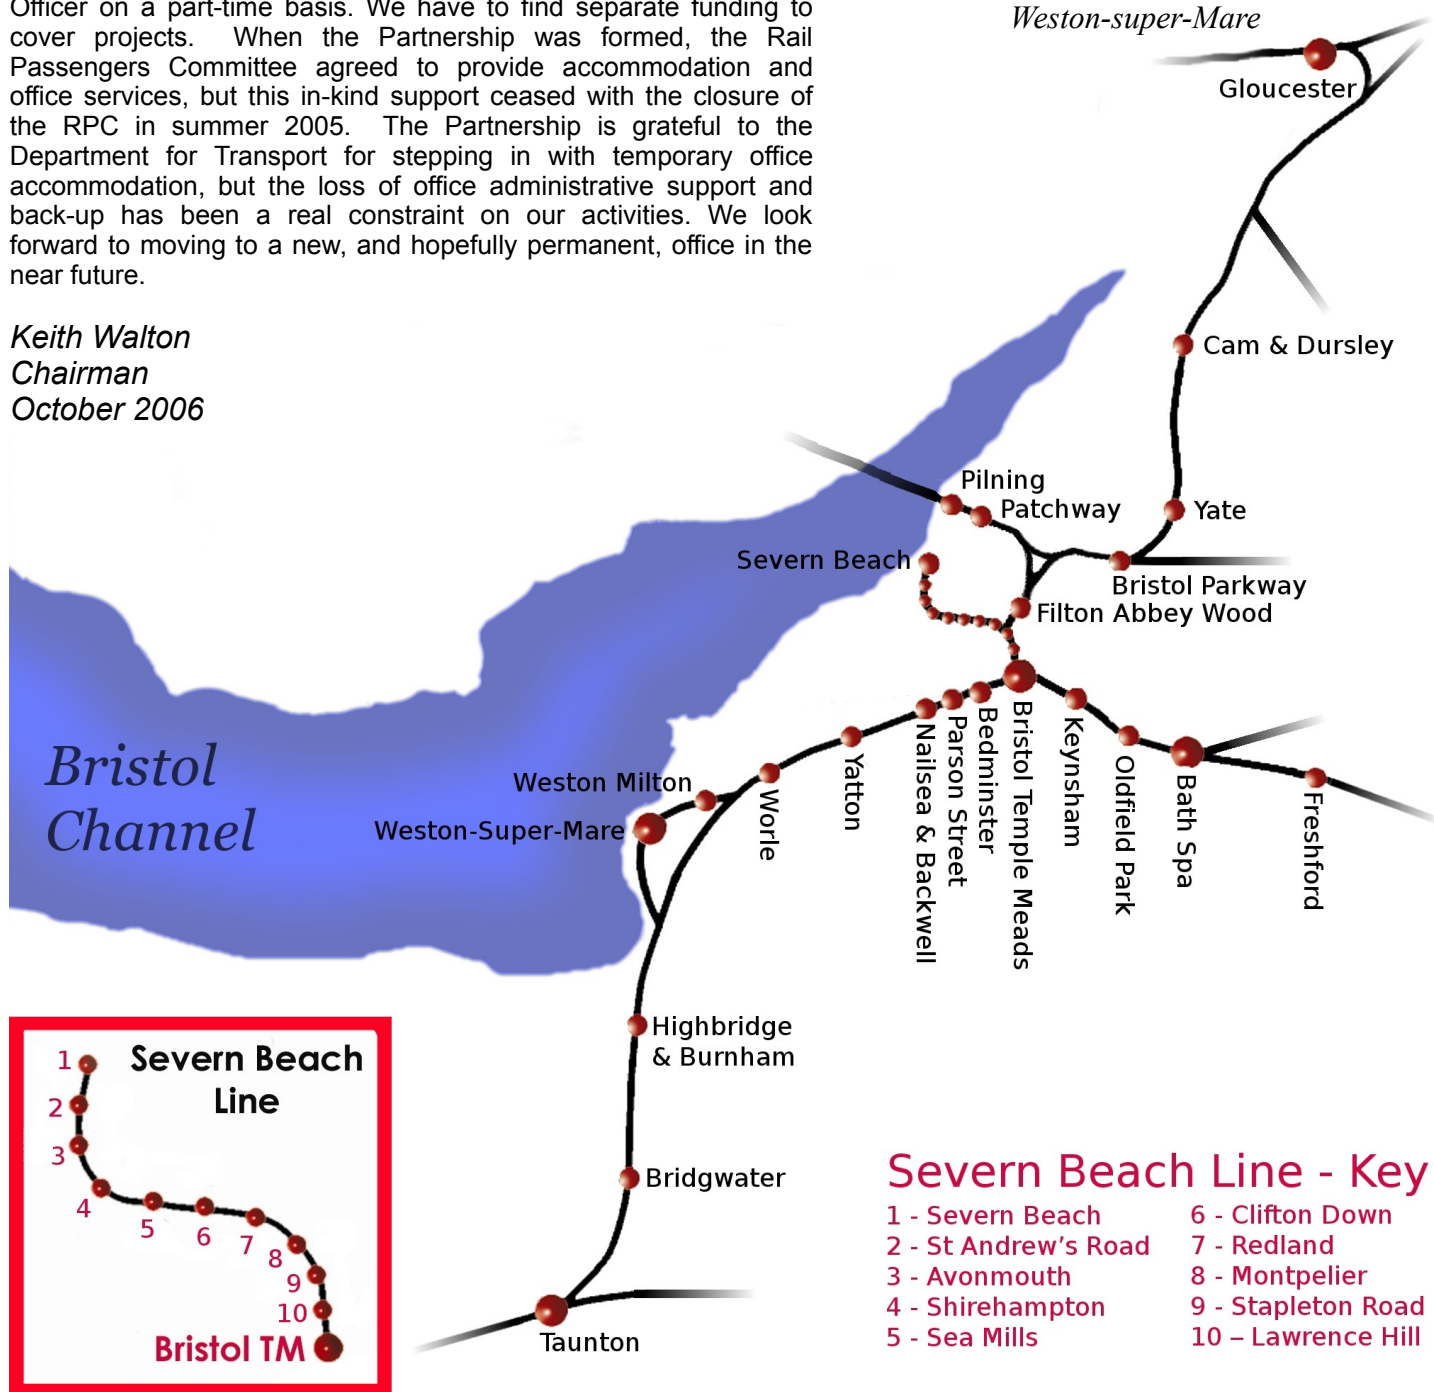 Officer on a part-time basis. We have to find separate funding to
cover projects. When the Partnership was formed, the Rail
Passengers Committee agreed to provide accommodation and
office services, but this in-kind support ceased with the closure of
the RPC in summer 2005. The Partnership is grateful to the
Department for Transport for stepping in with temporary office
accommodation, but the loss of office administrative support and
back-up has been a real constraint on our activities. We look
forward to moving to a new, and hopefully permanent, office in the
near future.
Keith Walton
Chairman
October 2006
Weston-super-Mare
Gloucester
Cam & Dursley
Pilning
Patchway
Yate
Severn Beach
Bristol Parkway
Filton Abbey Wood
Bristol
Channel
Weston Milton
Weston-Super-Mare
Worle
Yatton
Nailsea & Backwell
Parson Street
Bedminster
Bristol Temple Meads
Keynsham
Oldfield Park
Bath Spa
Freshford
Highbridge
& Burnham
Bridgwater
Taunton
Severn Beach
Line
1
2
3
4
5
6
7
8
9
10
Bristol TM
Severn Beach Line - Key
1 - Severn Beach
2 - St Andrew’s Road
3 - Avonmouth
4 - Shirehampton
5 - Sea Mills
6 - Clifton Down
7 - Redland
8 - Montpelier
9 - Stapleton Road
10 – Lawrence Hill